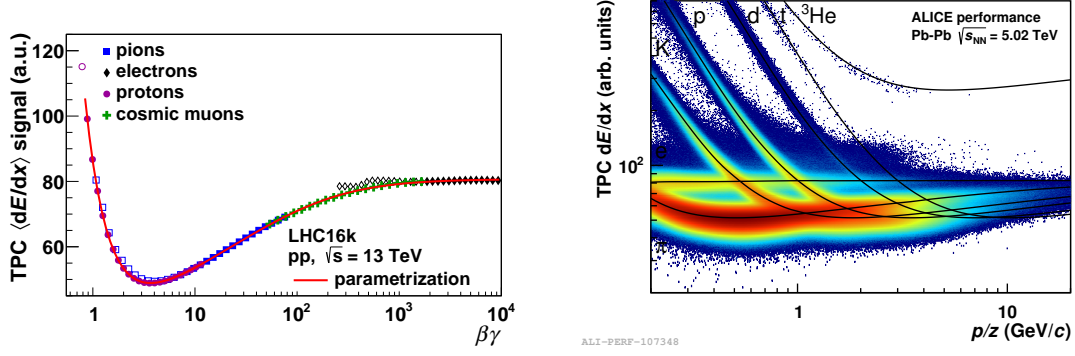 TPC ⟨dE/dx⟩ signal (a.u.)
120
100
80
60
pions
electrons
protons
cosmic muons
LHC16k
pp, √s = 13 TeV
parametrization
1
10
10²
10³
10⁴
βγ
TPC dE/dx (arb. units)
10²
K
p
d
t
³He
e
π
ALICE performance
Pb-Pb √sNN = 5.02 TeV
1
10
p/z (GeV/c)
ALI-PERF-107348